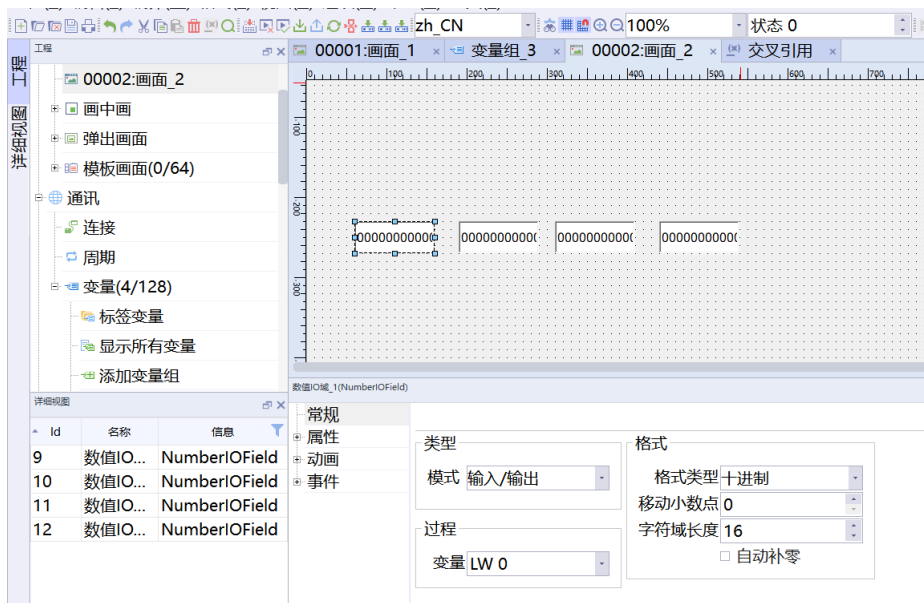 zh_CN
100%
状态 0
工程
详细视图
工程
00001:画面_1
变量组_3
00002:画面_2
交叉引用
00002:画面_2
画中画
弹出画面
模板画面(0/64)
通讯
连接
周期
变量(4/128)
标签变量
显示所有变量
添加变量组
0 100 200 300 400 500 600 700
100
200
300
详细视图
Id 名称 信息
9 数值IO... NumberIOField
10 数值IO... NumberIOField
11 数值IO... NumberIOField
12 数值IO... NumberIOField
数值IO域_1(NumberIOField)
常规
属性
动画
事件
类型
模式 输入/输出
过程
变量 LW 0
格式
格式类型 十进制
移动小数点 0
字符域长度 16
自动补零